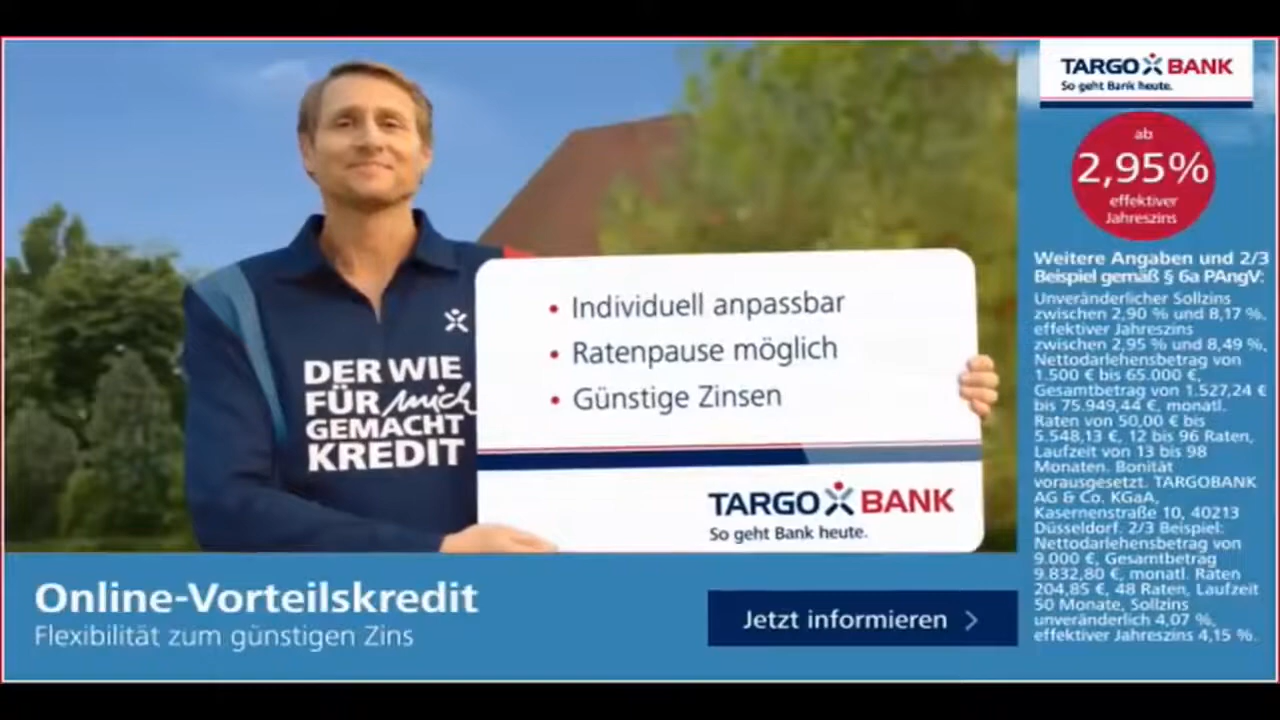 TARGO BANK
So geht Bank heute.
ab
2,95%
effektiver
Jahreszins
Weitere Angaben und 2/3
Beispiel gemäß § 6a PAngV:
Unveränderlicher Sollzins
zwischen 2,90 % und 8,17 %,
effektiver Jahreszins
zwischen 2,95 % und 8,49 %,
Nettodarlehensbetrag von
1.500 € bis 65.000 €,
Gesamtbetrag von 1.527,24 €
bis 75.949,44 €, monatl.
Raten von 50,00 € bis
5.548,13 €, 12 bis 96 Raten,
Laufzeit von 13 bis 98
Monaten. Bonität
vorausgesetzt. TARGOBANK
AG & Co. KGaA,
Kasernenstraße 10, 40213
Düsseldorf. 2/3 Beispiel:
Nettodarlehensbetrag von
9.000 €, Gesamtbetrag
9.832,80 €, monatl. Raten
204,85 €, 48 Raten, Laufzeit
50 Monate, Sollzins
unveränderlich 4,07 %,
effektiver Jahreszins 4,15 %.
DER WIE
FÜR mich
GEMACHT
KREDIT
• Individuell anpassbar
• Ratenpause möglich
• Günstige Zinsen
TARGO BANK
So geht Bank heute.
Online-Vorteilskredit
Flexibilität zum günstigen Zins
Jetzt informieren >